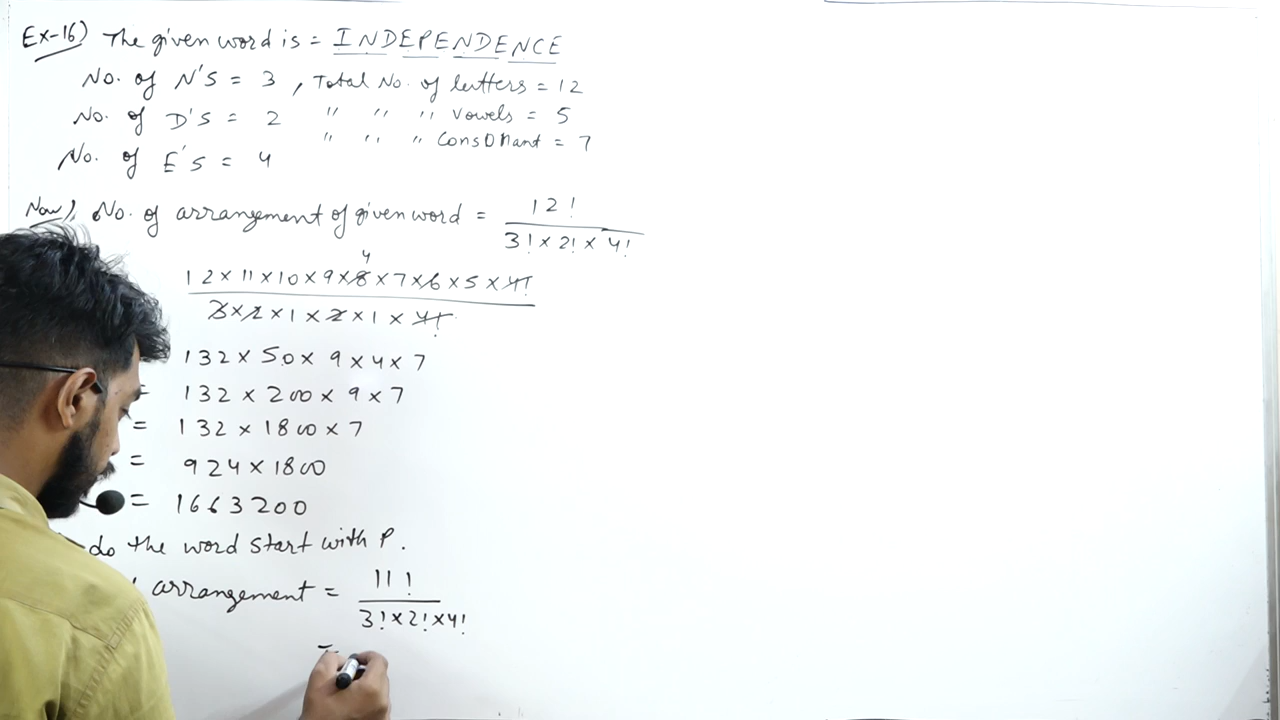 Ex-16) The given word is = INDEPENDENCE
No. of N'S = 3 , Total No. of letters = 12
No. of D'S = 2 " " " Vowels = 5
" " " Consonant = 7
No. of E'S = 4
Now), No. of arrangement of given word = 12! / 3! × 2! × 4!
4
12 × 11 × 10 × 9 × 8 × 7 × 6 × 5 × 4! / 3 × 2 × 1 × 2 × 1 × 4!
132 × 50 × 9 × 4 × 7
= 132 × 200 × 9 × 7
= 132 × 1800 × 7
= 924 × 1800
= 1663200
do the word start with P.
arrangement = 11! / 3! × 2! × 4!
=